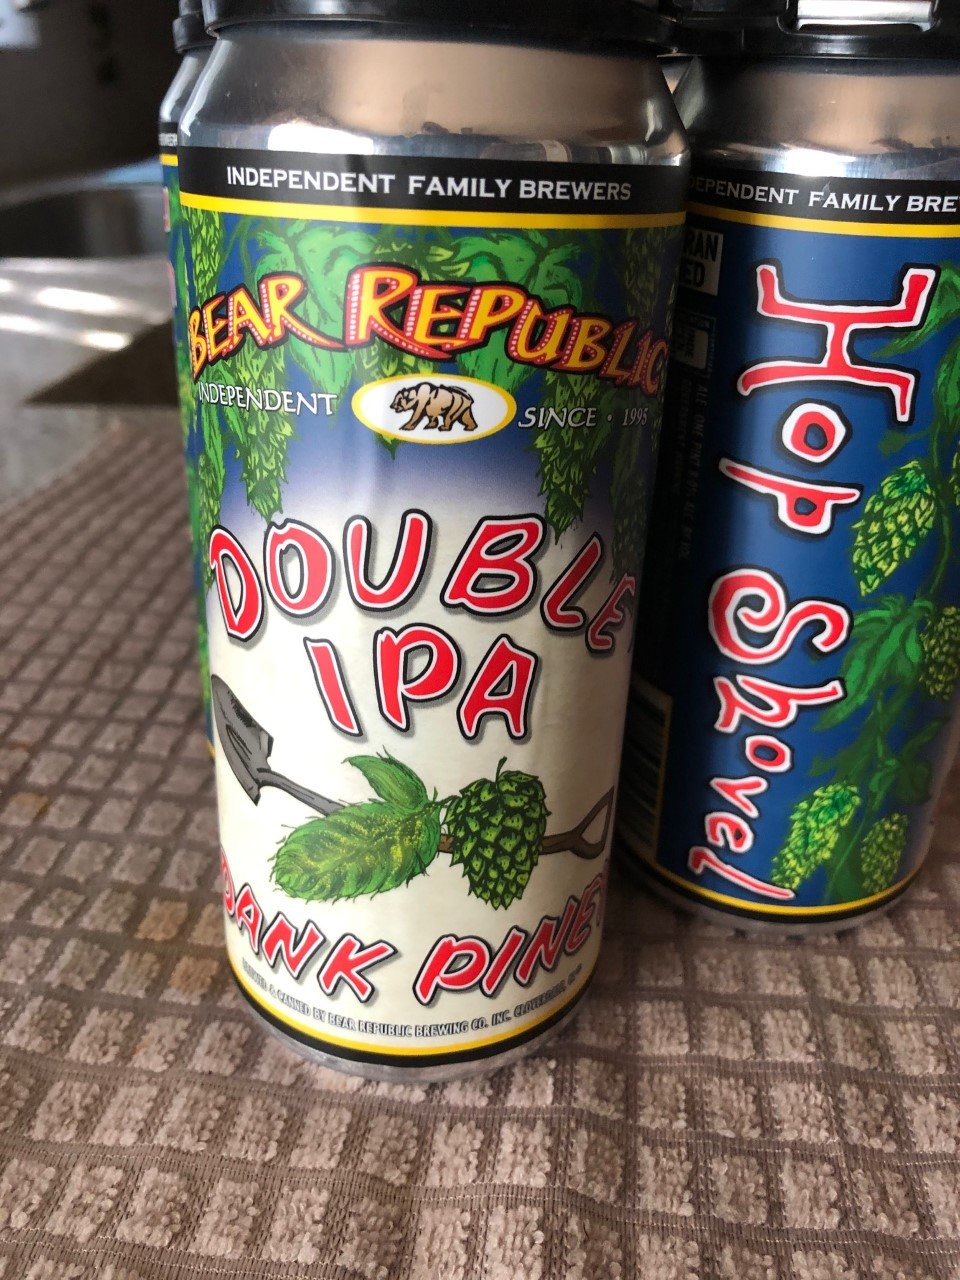 INDEPENDENT FAMILY BREWERS
BEAR REPUBLIC
INDEPENDENT
SINCE • 1995
DOUBLE
IPA
DANK PINE
BREWED & CANNED BY BEAR REPUBLIC BREWING CO. INC.
INDEPENDENT FAMILY BRE
Hop Shovel